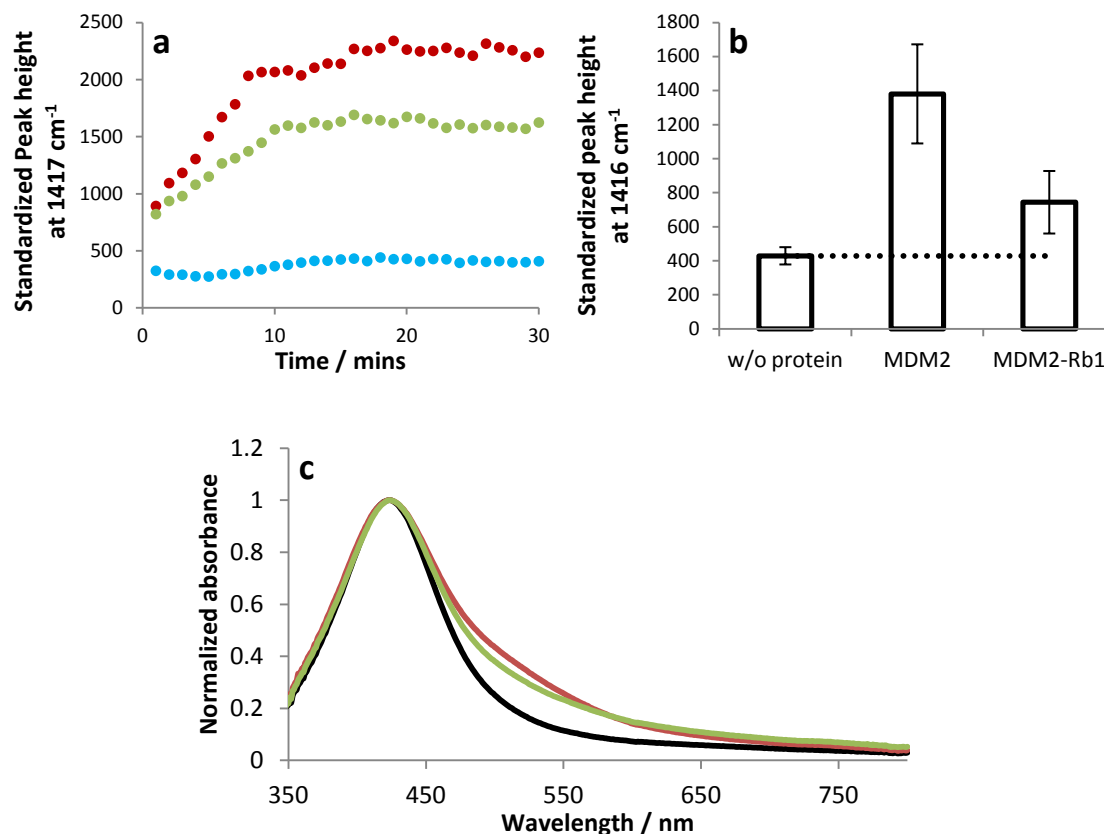 a
Standardized Peak height
at 1417 cm⁻¹
2500
2000
1500
1000
500
0
0
10
20
30
Time / mins
b
Standardized peak height
at 1416 cm⁻¹
1800
1600
1400
1200
1000
800
600
400
200
0
w/o protein
MDM2
MDM2-Rb1
c
Normalized absorbance
1.2
1
0.8
0.6
0.4
0.2
0
350
450
550
650
750
Wavelength / nm